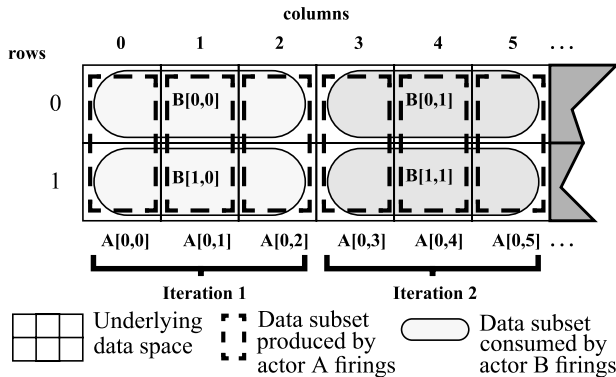 columns
0 1 2 3 4 5 ...
rows
0 B[0,0] B[0,1]
1 B[1,0] B[1,1]
A[0,0] A[0,1] A[0,2] A[0,3] A[0,4] A[0,5] ...
Iteration 1 Iteration 2
Underlying
data space
Data subset
produced by
actor A firings
Data subset
consumed by
actor B firings